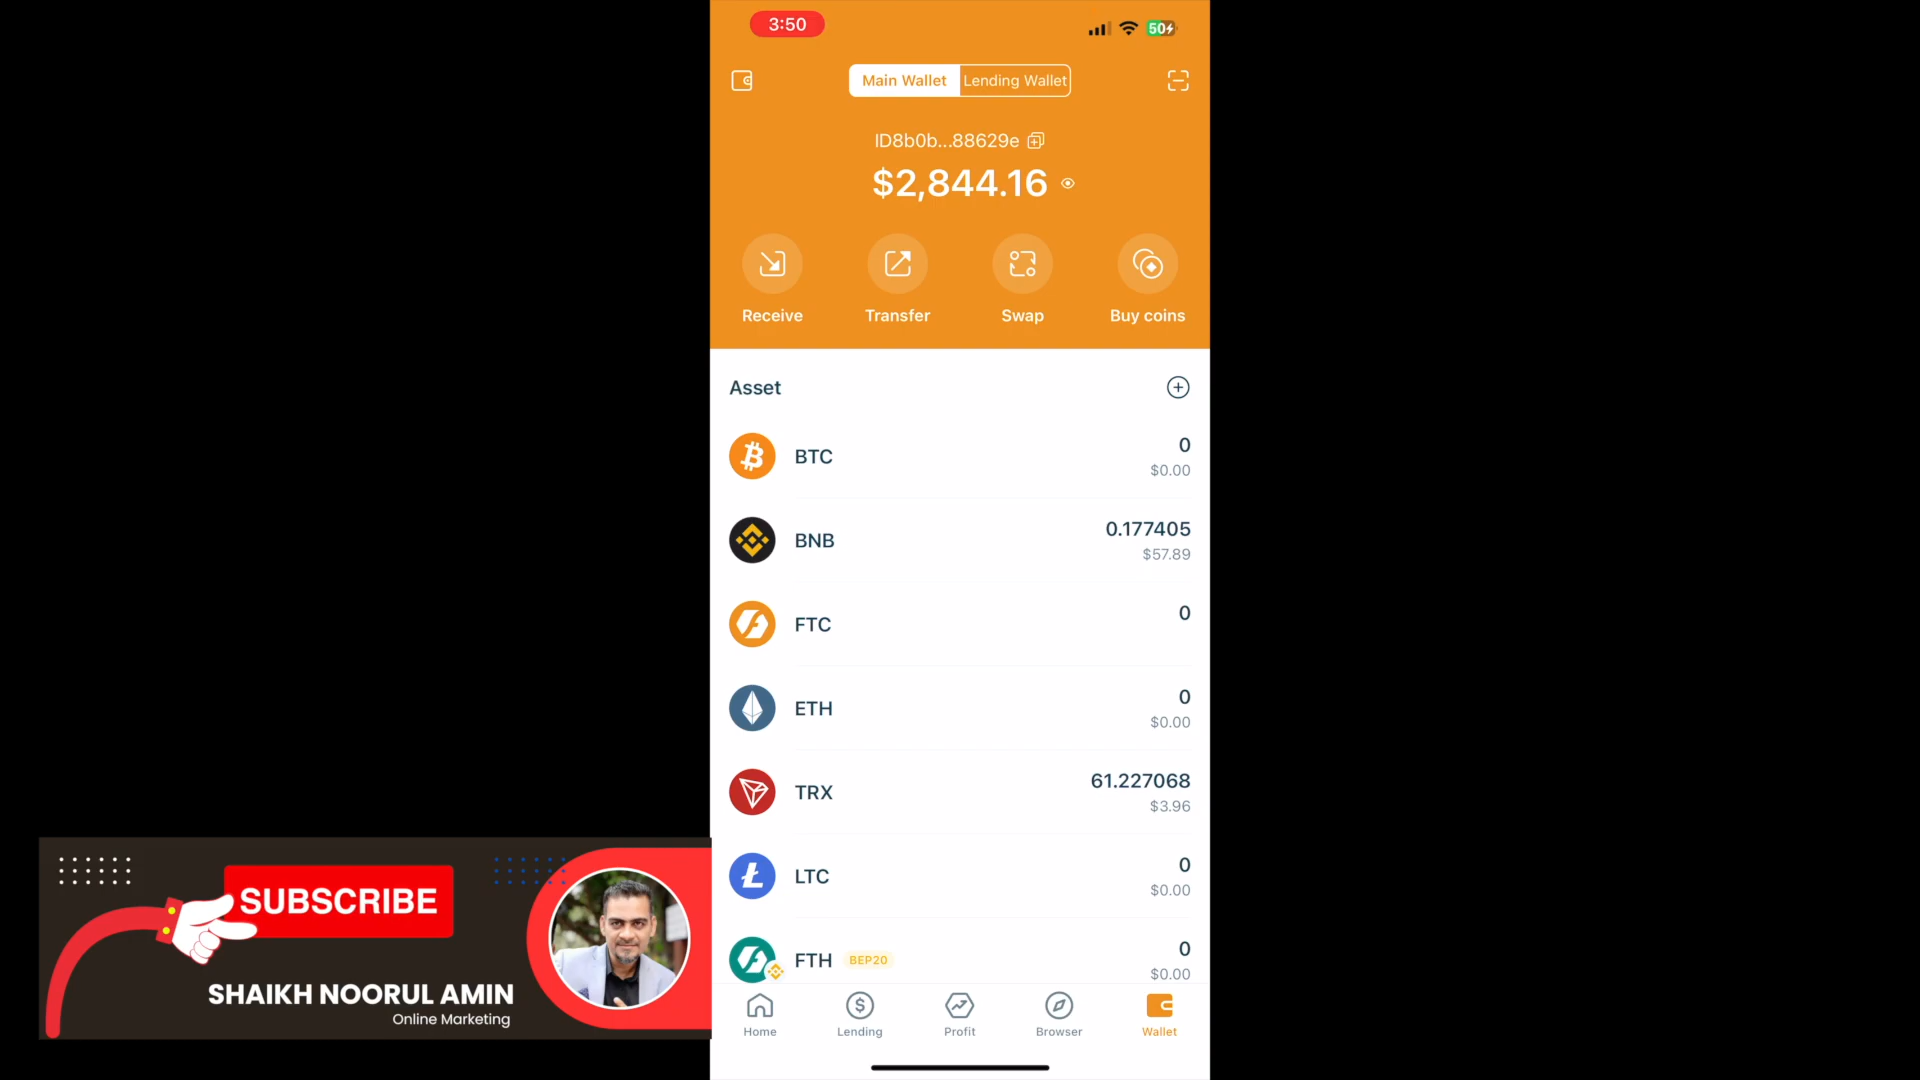 3:50
50
Main Wallet
Lending Wallet
ID8b0b...88629e
$2,844.16
Receive
Transfer
Swap
Buy coins
Asset
BTC
0
$0.00
BNB
0.177405
$57.89
FTC
0
ETH
0
$0.00
TRX
61.227068
$3.96
LTC
0
$0.00
FTH BEP20
0
$0.00
Home
Lending
Profit
Browser
Wallet
SUBSCRIBE
SHAIKH NOORUL AMIN
Online Marketing